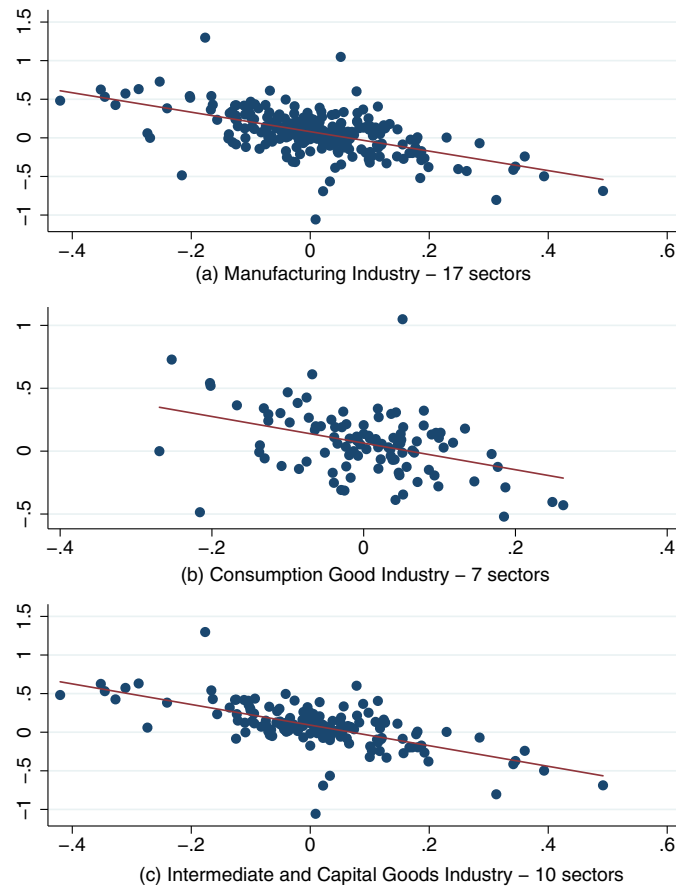 1.5
1
.5
0
−.5
−1
−.4 −.2 0 .2 .4 .6
(a) Manufacturing Industry − 17 sectors
1
.5
0
−.5
−.4 −.2 0 .2 .4
(b) Consumption Good Industry − 7 sectors
1.5
1
.5
0
−.5
−1
−.4 −.2 0 .2 .4 .6
(c) Intermediate and Capital Goods Industry − 10 sectors